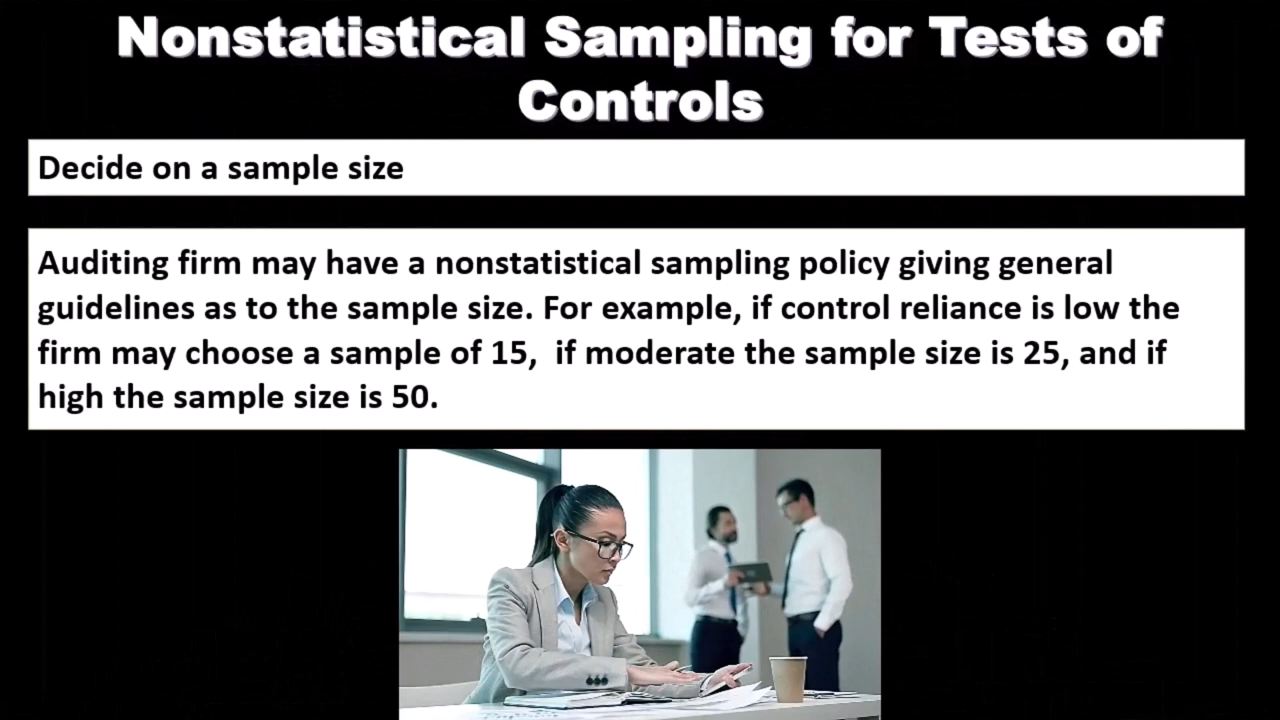 Nonstatistical Sampling for Tests of
Controls
Decide on a sample size
Auditing firm may have a nonstatistical sampling policy giving general
guidelines as to the sample size. For example, if control reliance is low the
firm may choose a sample of 15,  if moderate the sample size is 25, and if
high the sample size is 50.